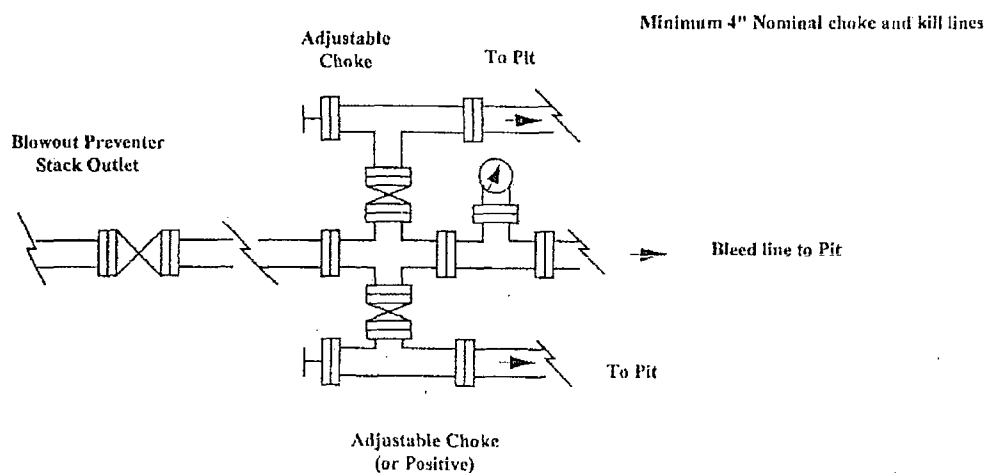 Minimum 4" Nominal choke and kill lines
Adjustable
Choke
To Pit
Blowout Preventer
Stack Outlet
Bleed line to Pit
To Pit
Adjustable Choke
(or Positive)